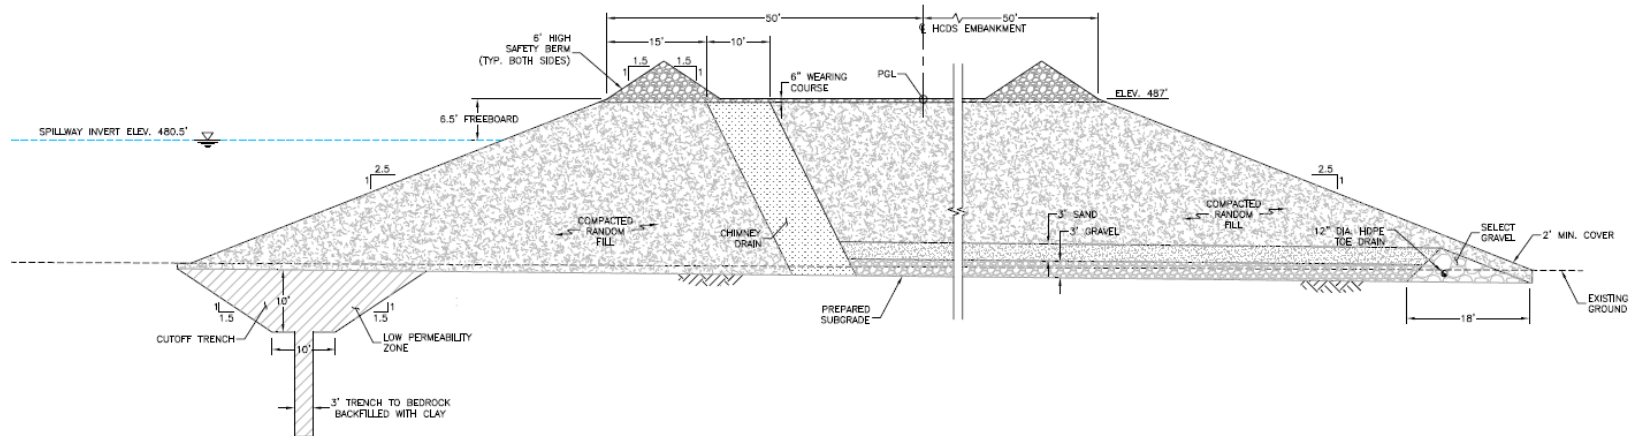 50'
50'
℄ HCDS EMBANKMENT
6' HIGH
SAFETY BERM
(TYP. BOTH SIDES)
15'
10'
1.5
1
1.5
1
6" WEARING
COURSE
PGL
ELEV. 487'
6.5' FREEBOARD
SPILLWAY INVERT ELEV. 480.5'
2.5
1
2.5
1
COMPACTED
RANDOM
FILL
CHIMNEY
DRAIN
3' SAND
3' GRAVEL
COMPACTED
RANDOM
FILL
12" DIA. HDPE
TOE DRAIN
SELECT
GRAVEL
2' MIN. COVER
10'
1
1.5
1
1.5
PREPARED
SUBGRADE
EXISTING
GROUND
18'
CUTOFF TRENCH
10'
LOW PERMEABILITY
ZONE
3' TRENCH TO BEDROCK
BACKFILLED WITH CLAY